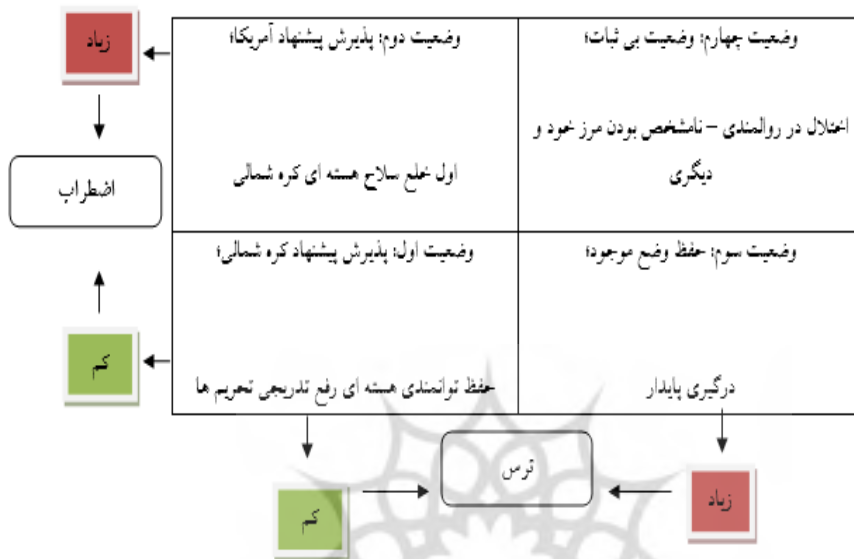 وضعیت چهارم: وضعیت بی ثبات؛
اختلال در روالمندی – نامشخص بودن مرز خود و
دیگری
وضعیت دوم: پذیرش پیشنهاد آمریکا؛
اول خلع سلاح هسته ای کره شمالی
زیاد
اضطراب
وضعیت سوم: حفظ وضع موجود؛
درگیری پایدار
وضعیت اول: پذیرش پیشنهاد کره شمالی؛
حفظ توانمندی هسته ای رفع تدریجی تحریم ها
کم
زیاد
ترس
کم